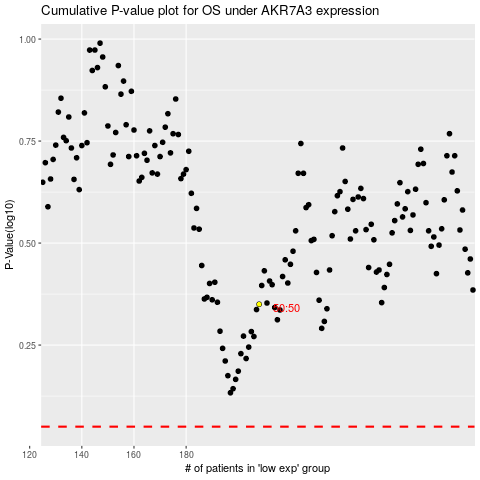 Cumulative P-value plot for OS under AKR7A3 expression
P-Value(log10)
1.00
0.75
0.50
0.25
50:50
120 140 160 180
# of patients in 'low exp' group